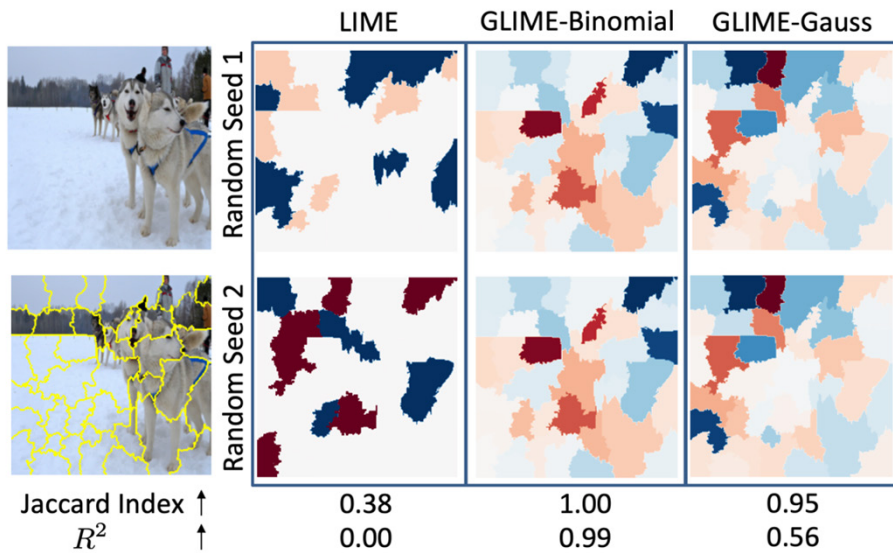 LIME GLIME-Binomial GLIME-Gauss
Random Seed 1
Random Seed 2
Jaccard Index ↑ 0.38 1.00 0.95
R² ↑ 0.00 0.99 0.56